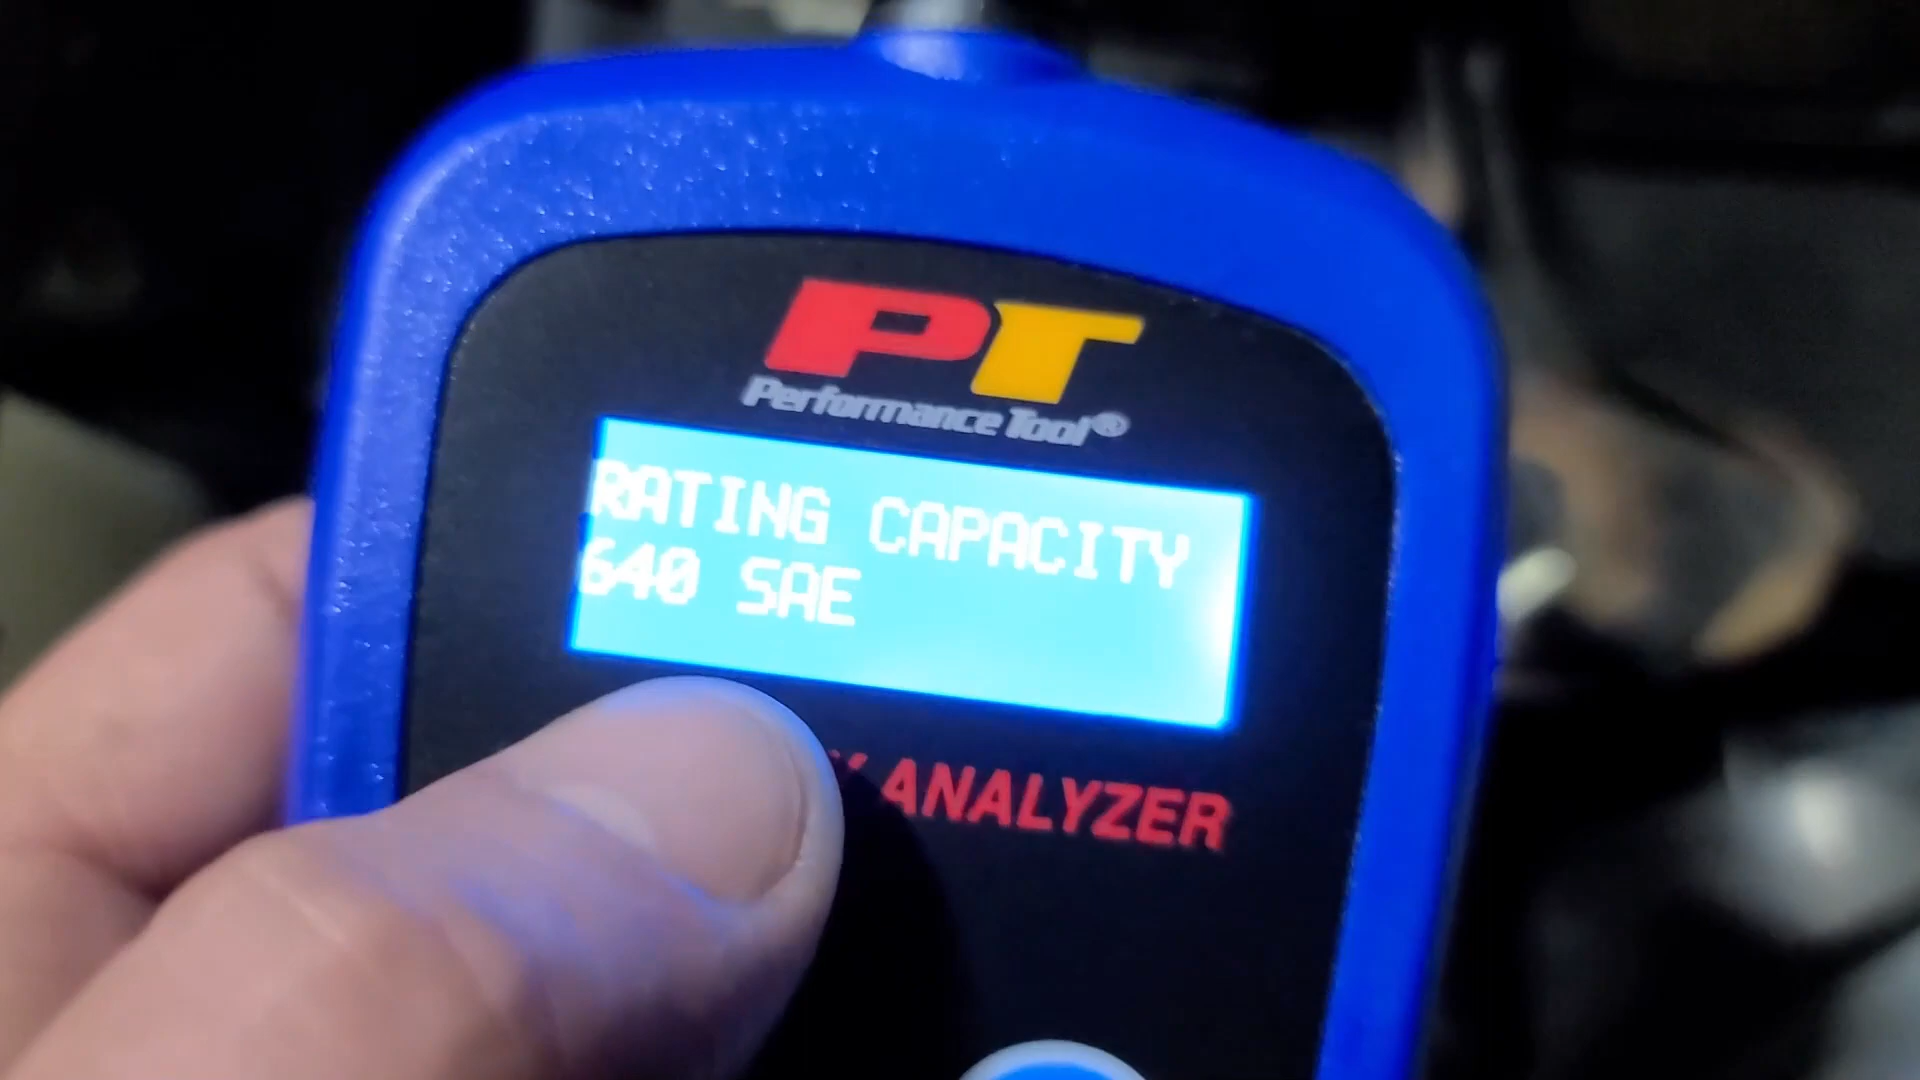 PT
Performance Tool®
RATING CAPACITY
640 SAE
ANALYZER